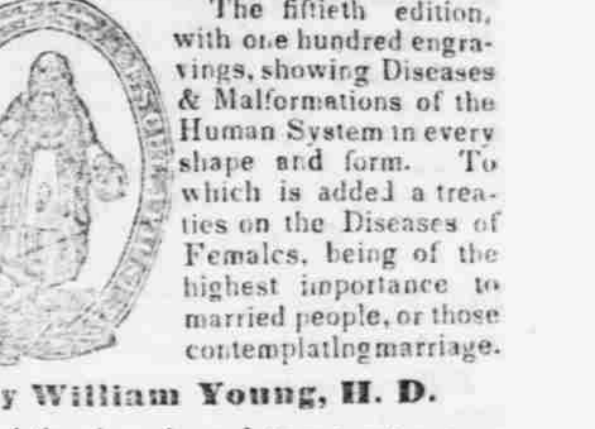 The fiftieth edition,
with one hundred engra-
vings, showing Diseases
& Malformations of the
Human System in every
shape and form. To
which is added a trea-
ties on the Diseases of
Females, being of the
highest importance to
married people, or those
contemplating marriage.
y William Young, H. D.